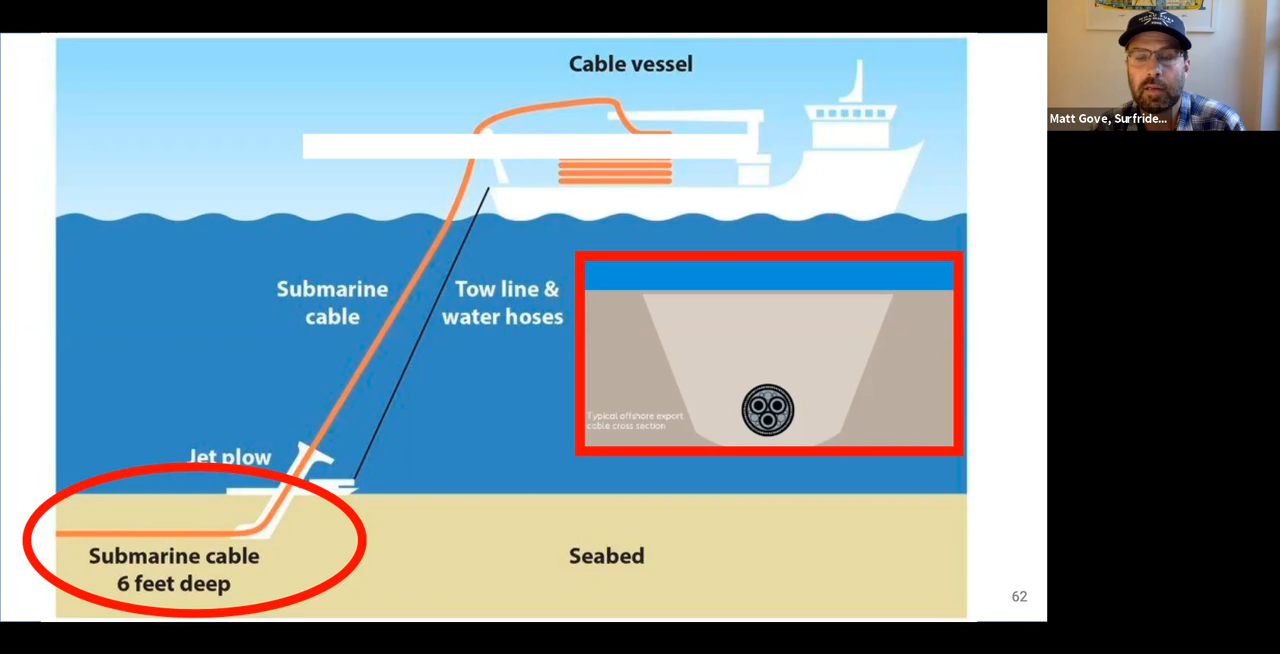 Cable vessel
Submarine
cable
Tow line &
water hoses
Typical offshore export
cable cross section
Jet plow
Submarine cable
6 feet deep
Seabed
62
Matt Gove, Surfride...